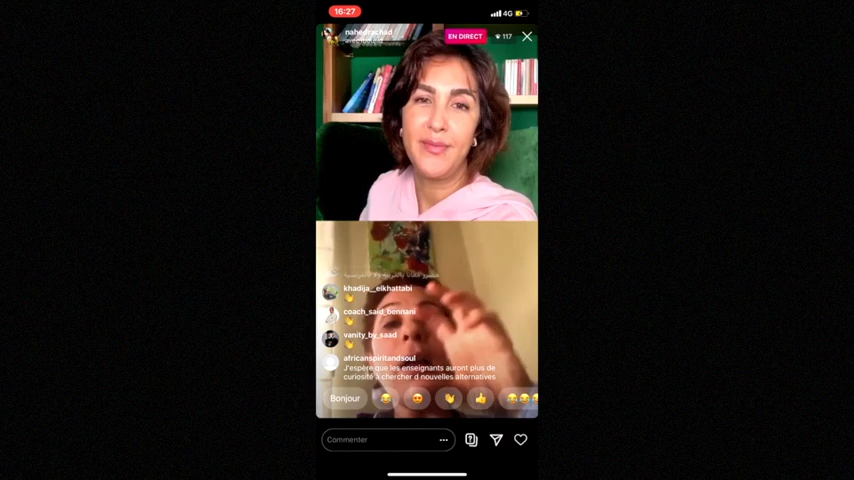 16:27
4G
nahedrachad
EN DIRECT
117
khadija__elkhattabi
coach_said_bennani
vanity_by_saad
africanspiritandsoul
J'espère que les enseignants auront plus de
curiosité à chercher d nouvelles alternatives
Bonjour
Commenter